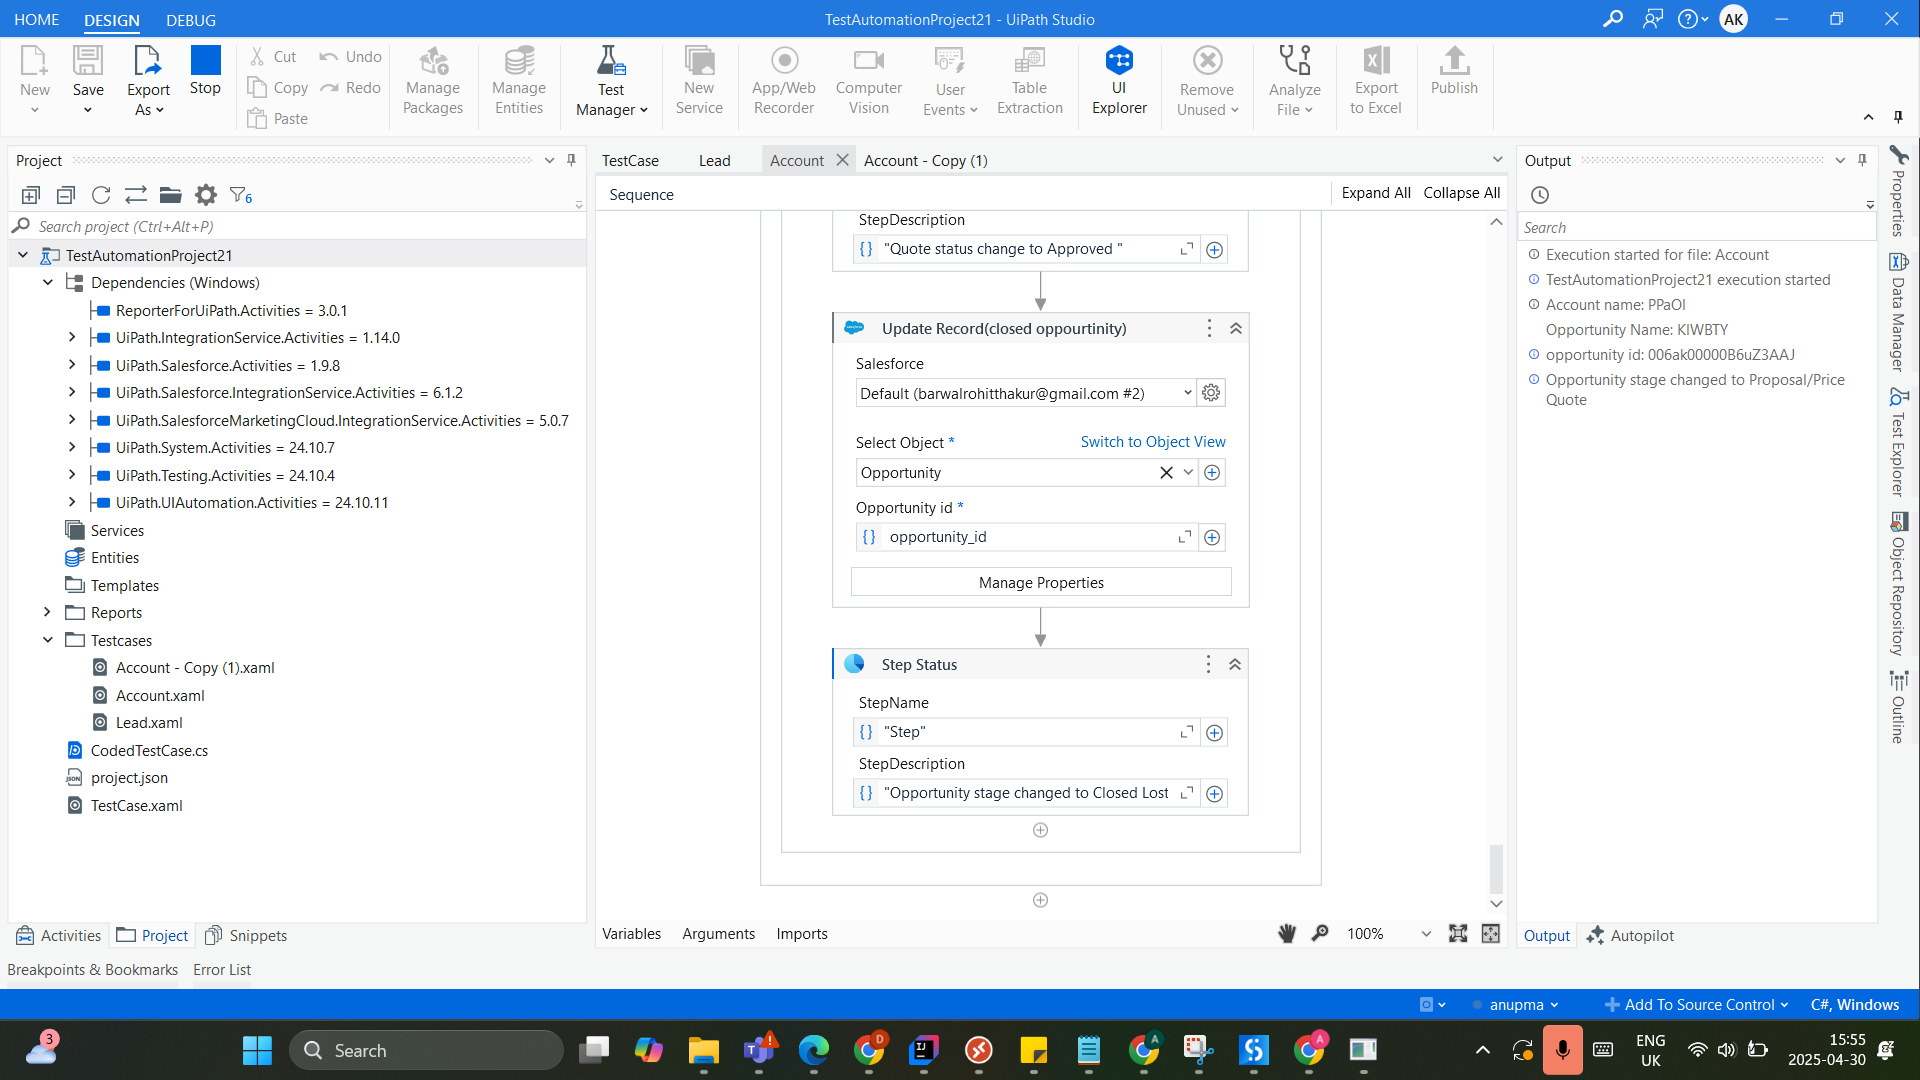 HOME
DESIGN
DEBUG
TestAutomationProject21 - UiPath Studio
AK
New
Save
Export As
Stop
Cut
Copy
Paste
Undo
Redo
Manage Packages
Manage Entities
Test Manager
New Service
App/Web Recorder
Computer Vision
User Events
Table Extraction
UI Explorer
Remove Unused
Analyze File
Export to Excel
Publish
Project
6
Search project (Ctrl+Alt+P)
TestAutomationProject21
Dependencies (Windows)
ReporterForUiPath.Activities = 3.0.1
UiPath.IntegrationService.Activities = 1.14.0
UiPath.Salesforce.Activities = 1.9.8
UiPath.Salesforce.IntegrationService.Activities = 6.1.2
UiPath.SalesforceMarketingCloud.IntegrationService.Activities = 5.0.7
UiPath.System.Activities = 24.10.7
UiPath.Testing.Activities = 24.10.4
UiPath.UIAutomation.Activities = 24.10.11
Services
Entities
Templates
Reports
Testcases
Account - Copy (1).xaml
Account.xaml
Lead.xaml
CodedTestCase.cs
JSON project.json
TestCase.xaml
Activities
Project
Snippets
Breakpoints & Bookmarks
Error List
TestCase
Lead
Account
Account - Copy (1)
Sequence
Expand All
Collapse All
StepDescription
{} "Quote status change to Approved "
Update Record(closed oppourtinity)
Salesforce
Default (barwalrohitthakur@gmail.com #2)
Select Object *
Switch to Object View
Opportunity
Opportunity id *
{} opportunity_id
Manage Properties
Step Status
StepName
{} "Step"
StepDescription
{} "Opportunity stage changed to Closed Lost
Variables
Arguments
Imports
100%
Output
Search
Execution started for file: Account
TestAutomationProject21 execution started
Account name: PPaOl
Opportunity Name: KlWBTY
opportunity id: 006ak00000B6uZ3AAJ
Opportunity stage changed to Proposal/Price Quote
Output
Autopilot
Properties
Data Manager
Test Explorer
Object Repository
Outline
anupma
Add To Source Control
C#, Windows
3
Search
D
A
A
ENG
UK
15:55
2025-04-30